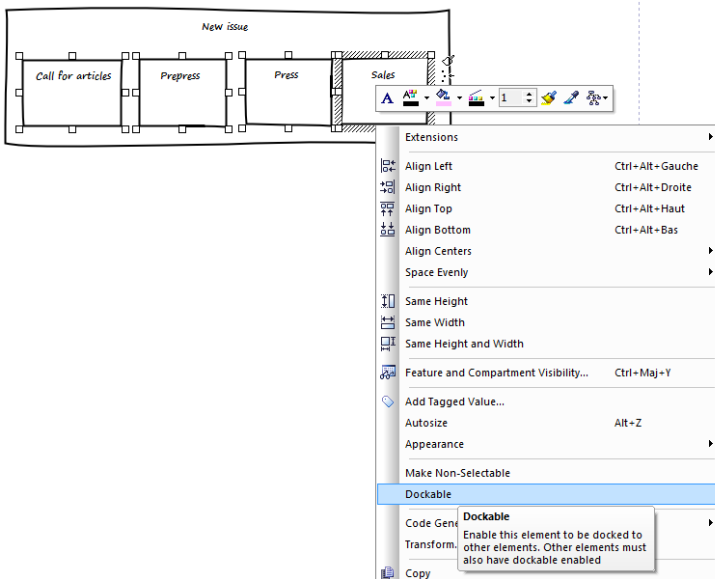 New issue
Call for articles
Prepress
Press
Sales
A
A
1
Extensions
Align Left Ctrl+Alt+Gauche
Align Right Ctrl+Alt+Droite
Align Top Ctrl+Alt+Haut
Align Bottom Ctrl+Alt+Bas
Align Centers
Space Evenly
Same Height
Same Width
Same Height and Width
Feature and Compartment Visibility... Ctrl+Maj+Y
Add Tagged Value...
Autosize Alt+Z
Appearance
Make Non-Selectable
Dockable
Code Gene
Transform.
Dockable
Enable this element to be docked to
other elements. Other elements must
also have dockable enabled
Copy